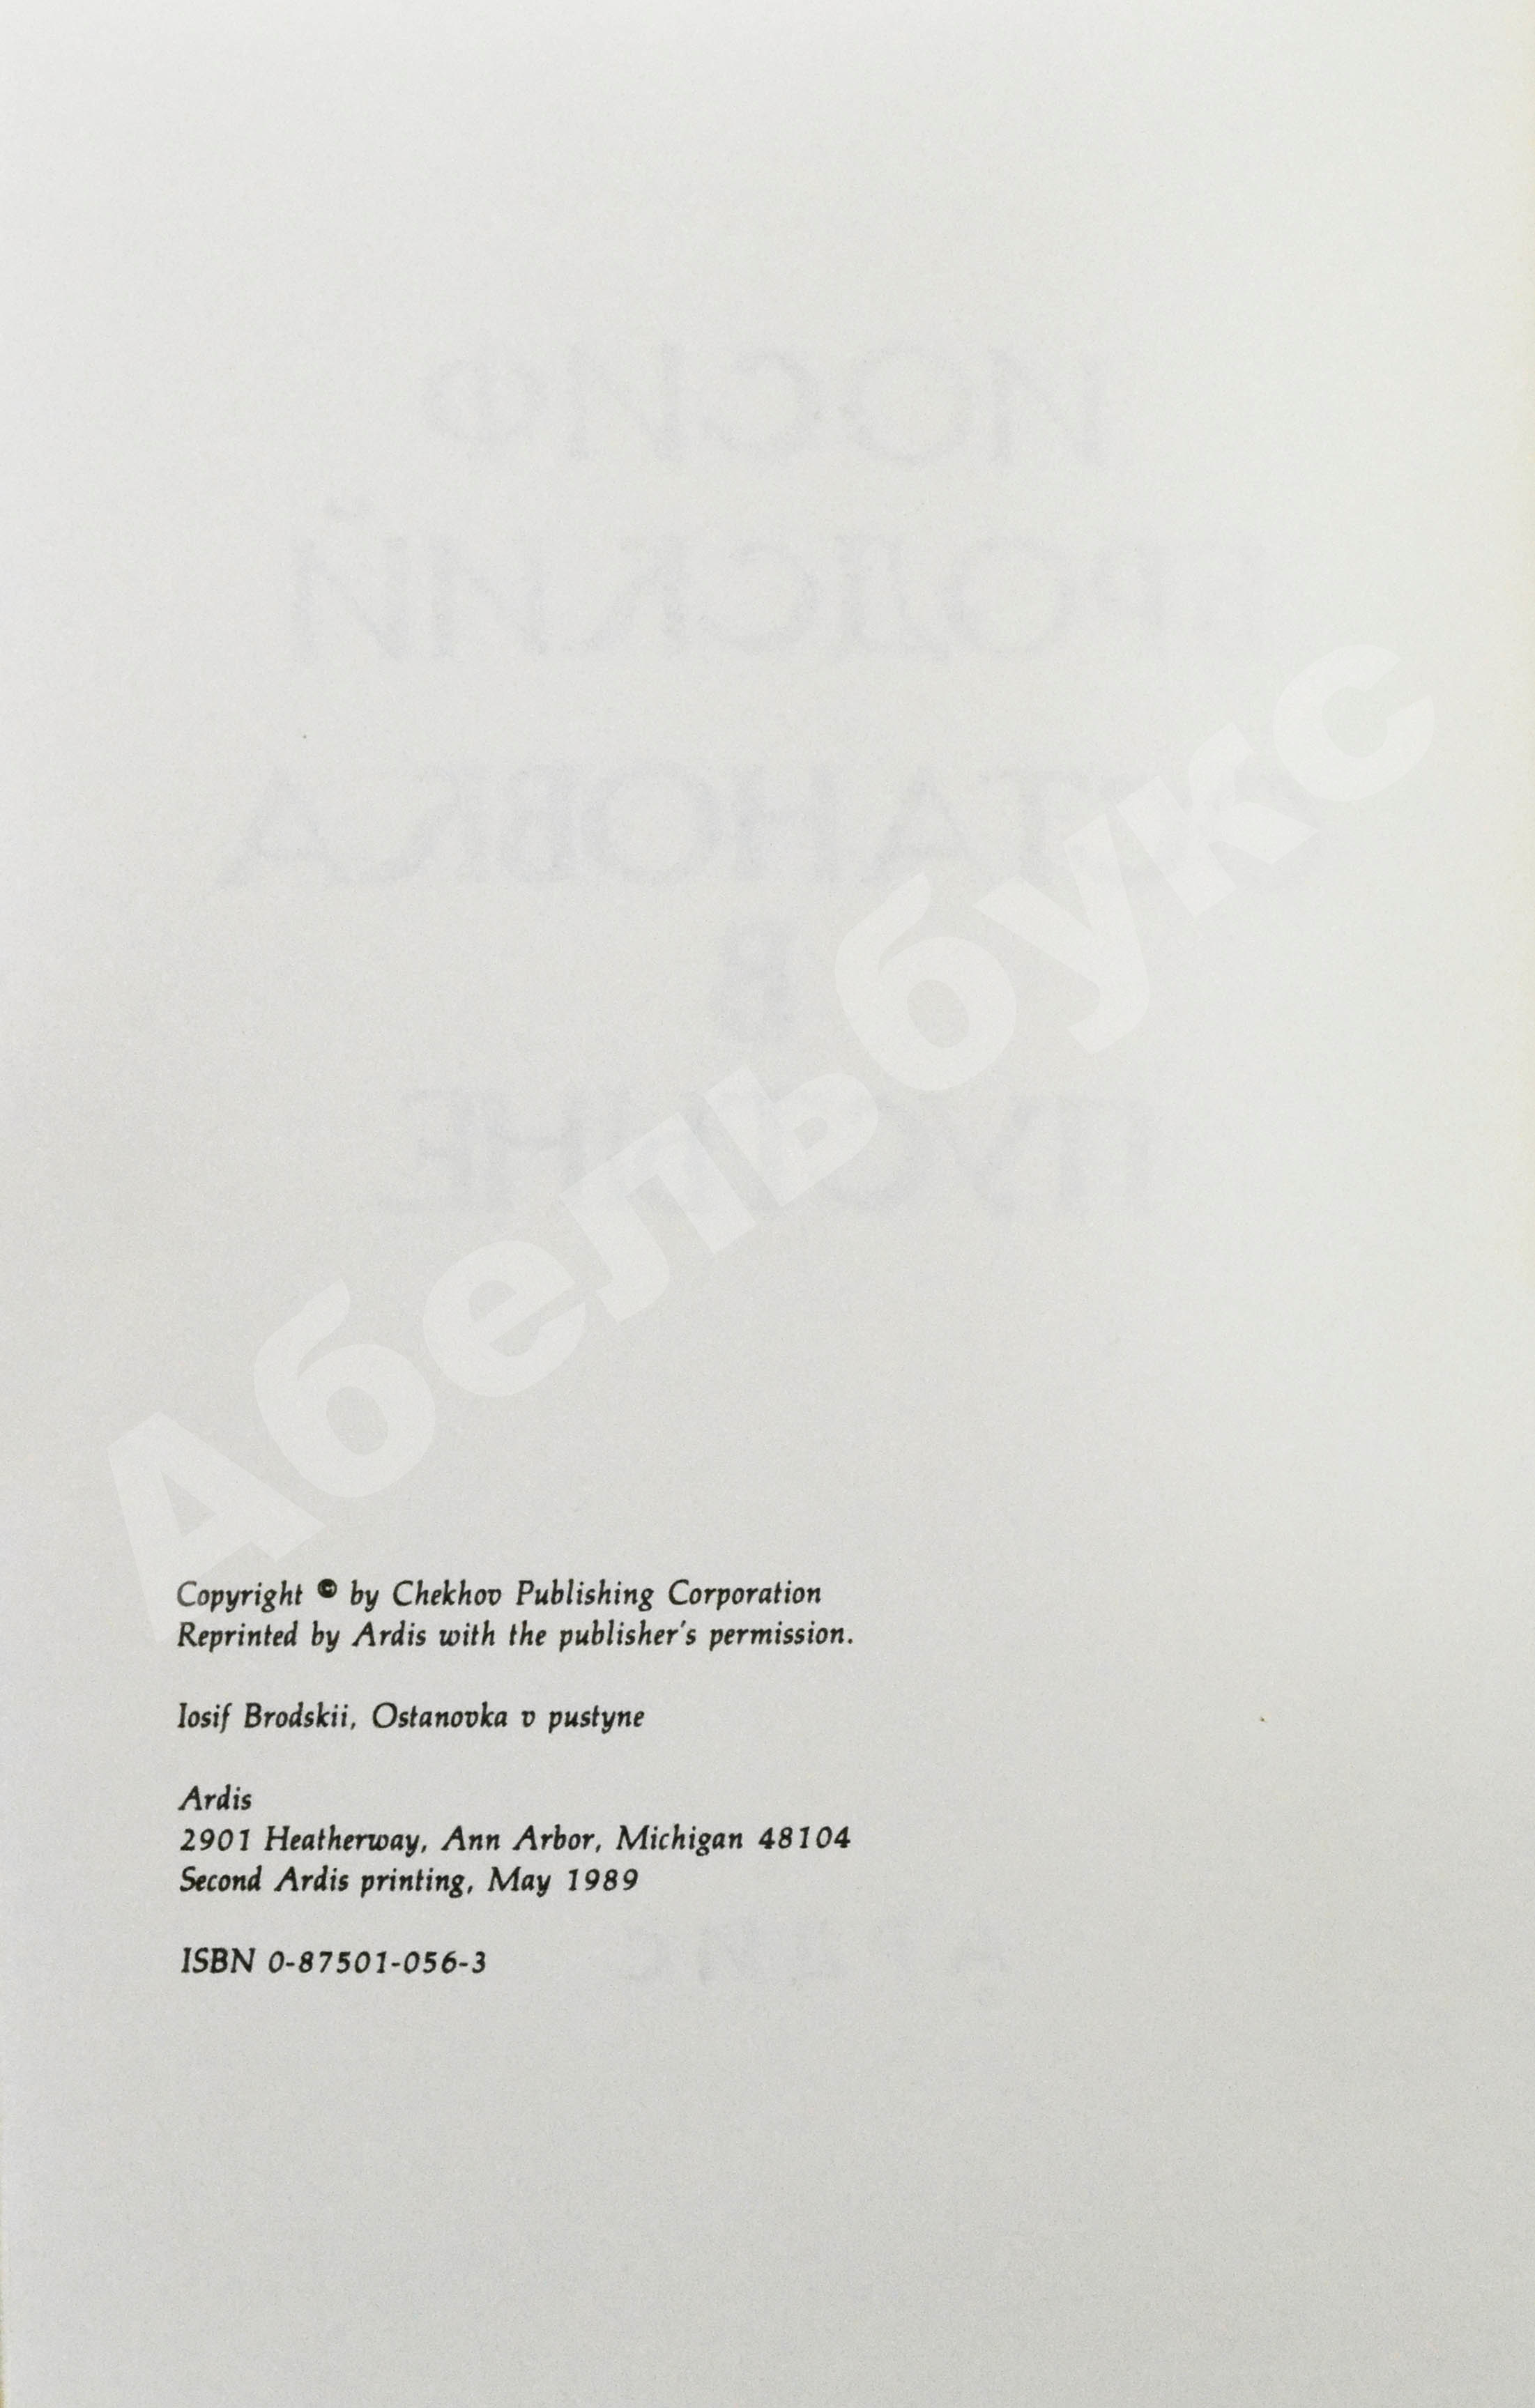 Абельбукс
Copyright © by Chekhov Publishing Corporation
Reprinted by Ardis with the publisher's permission.
Iosif Brodskii, Ostanovka v pustyne
Ardis
2901 Heatherway, Ann Arbor, Michigan 48104
Second Ardis printing, May 1989
ISBN 0-87501-056-3